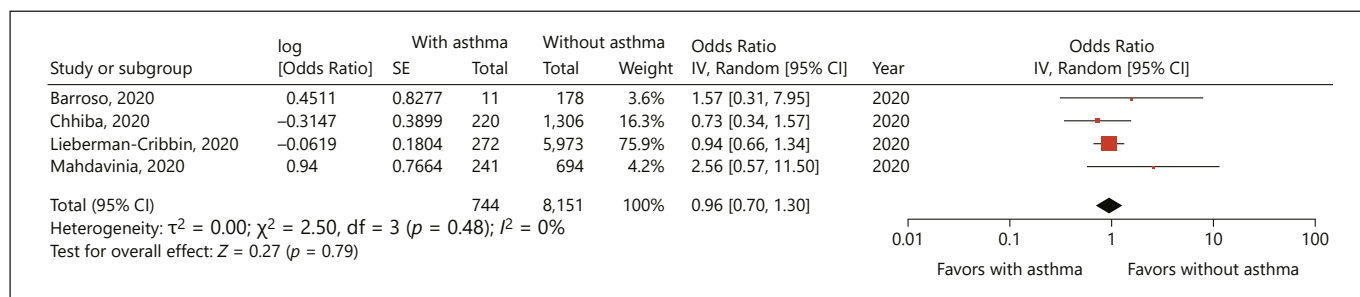 log With asthma Without asthma Odds Ratio Odds Ratio
Study or subgroup [Odds Ratio] SE Total Total Weight IV, Random [95% CI] Year IV, Random [95% CI]
Barroso, 2020 0.4511 0.8277 11 178 3.6% 1.57 [0.31, 7.95] 2020
Chhiba, 2020 –0.3147 0.3899 220 1,306 16.3% 0.73 [0.34, 1.57] 2020
Lieberman-Cribbin, 2020 –0.0619 0.1804 272 5,973 75.9% 0.94 [0.66, 1.34] 2020
Mahdavinia, 2020 0.94 0.7664 241 694 4.2% 2.56 [0.57, 11.50] 2020
Total (95% CI) 744 8,151 100% 0.96 [0.70, 1.30]
Heterogeneity: τ² = 0.00; χ² = 2.50, df = 3 (p = 0.48); I² = 0%
Test for overall effect: Z = 0.27 (p = 0.79)
0.01 0.1 1 10 100
Favors with asthma Favors without asthma